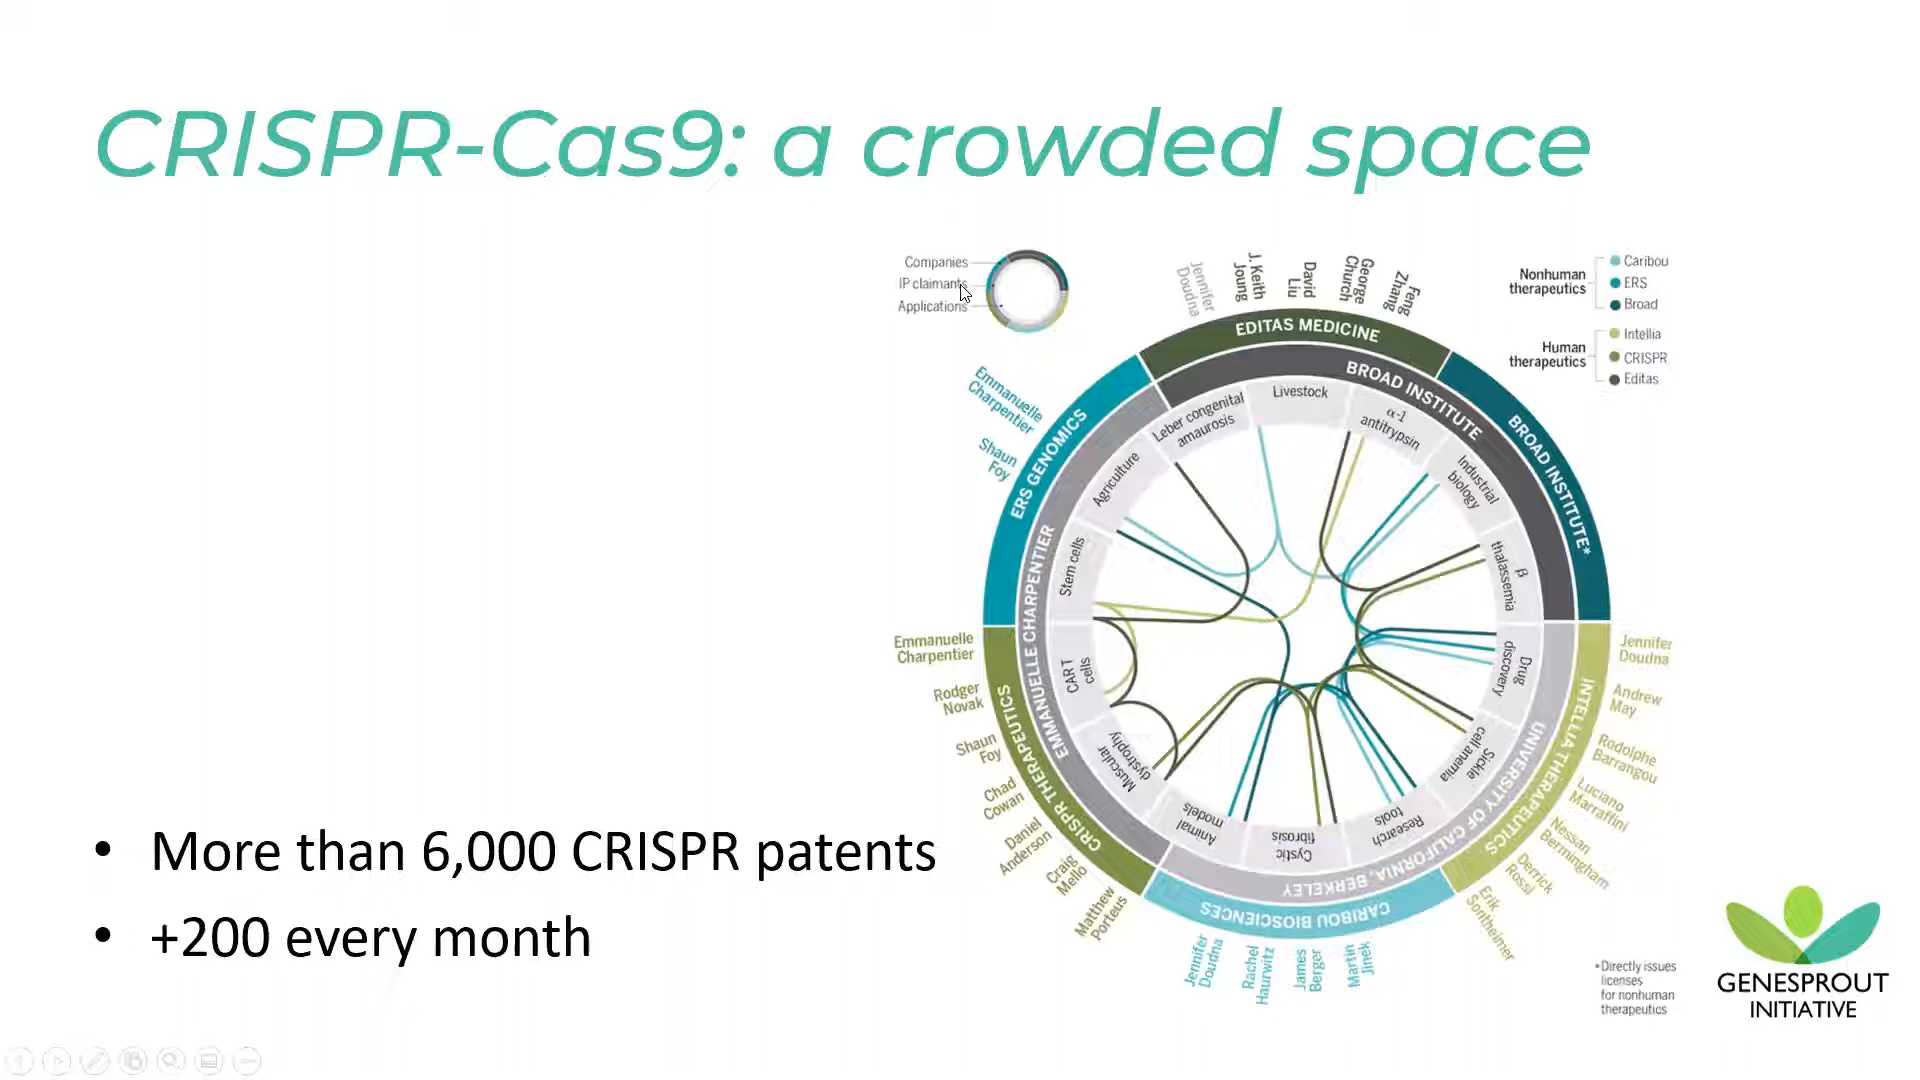 CRISPR-Cas9: a crowded space
Companies
IP claimants
Applications
Jennifer
Doudna
J. Keith
Joung
David
Liu
George
Church
Feng
Zhang
Nonhuman
therapeutics
Caribou
ERS
Broad
Human
therapeutics
Intellia
CRISPR
Editas
EDITAS MEDICINE
BROAD INSTITUTE
BROAD INSTITUTE*
Emmanuelle
Charpentier
Shaun
Foy
ERS GENOMICS
EMMANUELLE CHARPENTIER
Leber congenital
amaurosis
Livestock
α-1
antitrypsin
Industrial
biology
β
thalassemia
Drug
discovery
Sickle
cell anemia
Research
tools
Cystic
fibrosis
Animal
models
Muscular
dystrophy
CAR T
cells
Stem cells
Agriculture
Emmanuelle
Charpentier
Rodger
Novak
Shaun
Foy
Chad
Cowan
Daniel
Anderson
Craig
Mello
Matthew
Porteus
CRISPR THERAPEUTICS
UNIVERSITY OF CALIFORNIA, BERKELEY
CARIBOU BIOSCIENCES
INTELLIA THERAPEUTICS
Jennifer
Doudna
Andrew
May
Rodolphe
Barrangou
Luciano
Marraffini
Nessan
Bermingham
Derrick
Rossi
Erik
Sontheimer
Jennifer
Doudna
Rachel
Haurwitz
James
Berger
Martin
Jinek
• More than 6,000 CRISPR patents
• +200 every month
*Directly issues
licenses
for nonhuman
therapeutics
GENESPROUT
INITIATIVE